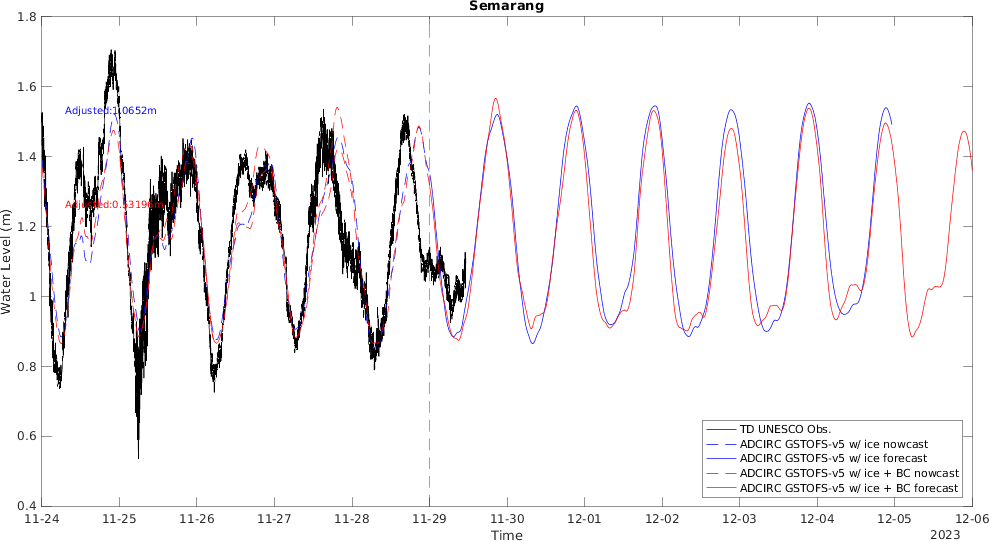 Semarang
1.8
1.6
1.4
1.2
1
0.8
0.6
0.4
Water Level (m)
Adjusted:1.0652m
TD UNESCO Obs.
ADCIRC GSTOFS-v5 w/ ice nowcast
ADCIRC GSTOFS-v5 w/ ice forecast
ADCIRC GSTOFS-v5 w/ ice + BC nowcast
ADCIRC GSTOFS-v5 w/ ice + BC forecast
11-24 11-25 11-26 11-27 11-28 11-29 11-30 12-01 12-02 12-03 12-04 12-05 12-06
Time
2023